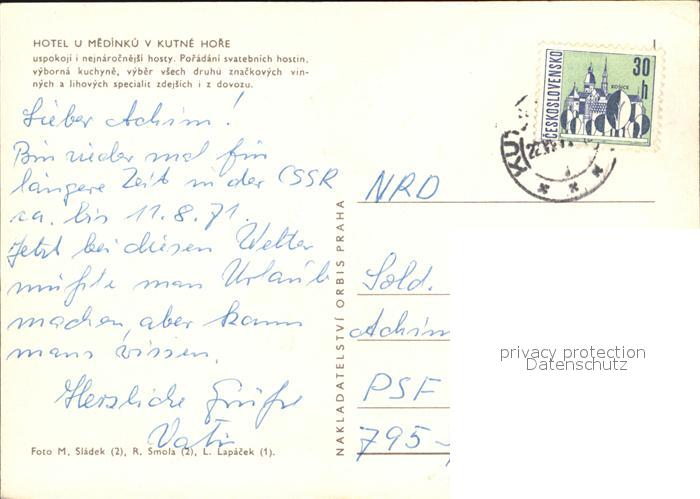 HOTEL U MĚDÍNKŮ V KUTNÉ HOŘE
uspokojí i nejnáročnější hosty. Pořádání svatebních hostin,
výborná kuchyně, výběr všech druhů značkových vin-
ných a lihových specialit zdejších i z dovozu.
Lieber Achim!
Bin wieder mal für
längere Zeit in der ČSSR
ca. bis 11.8.71.
Jetzt bei diesem Wetter
müßte man Urlaub
machen, aber kann
mans wissen.
Herzliche Grüße
Vati
Foto M. Sládek (2), R. Smola (2), L. Lapáček (1).
NAKLADATELSTVÍ ORBIS PRAHA
ČESKOSLOVENSKO
30 h
KOŠICE
KUT
NRD
Sold.
Achim
PSF
795-
privacy protection
Datenschutz